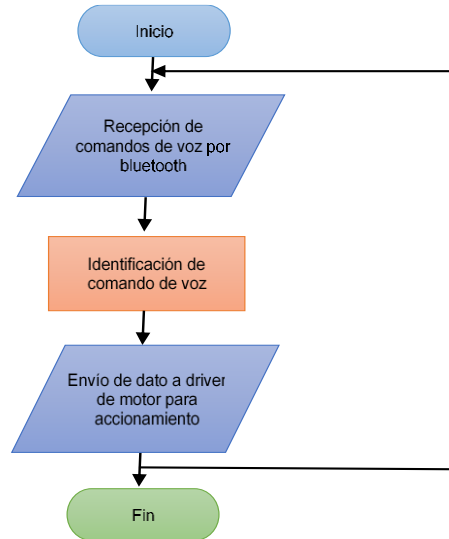 Inicio
Recepción de
comandos de voz por
bluetooth
Identificación de
comando de voz
Envío de dato a driver
de motor para
accionamiento
Fin